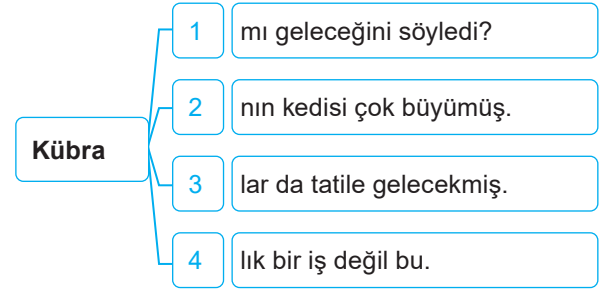 Kübra
1 mı geleceğini söyledi?
2 nın kedisi çok büyümüş.
3 lar da tatile gelecekmiş.
4 lık bir iş değil bu.